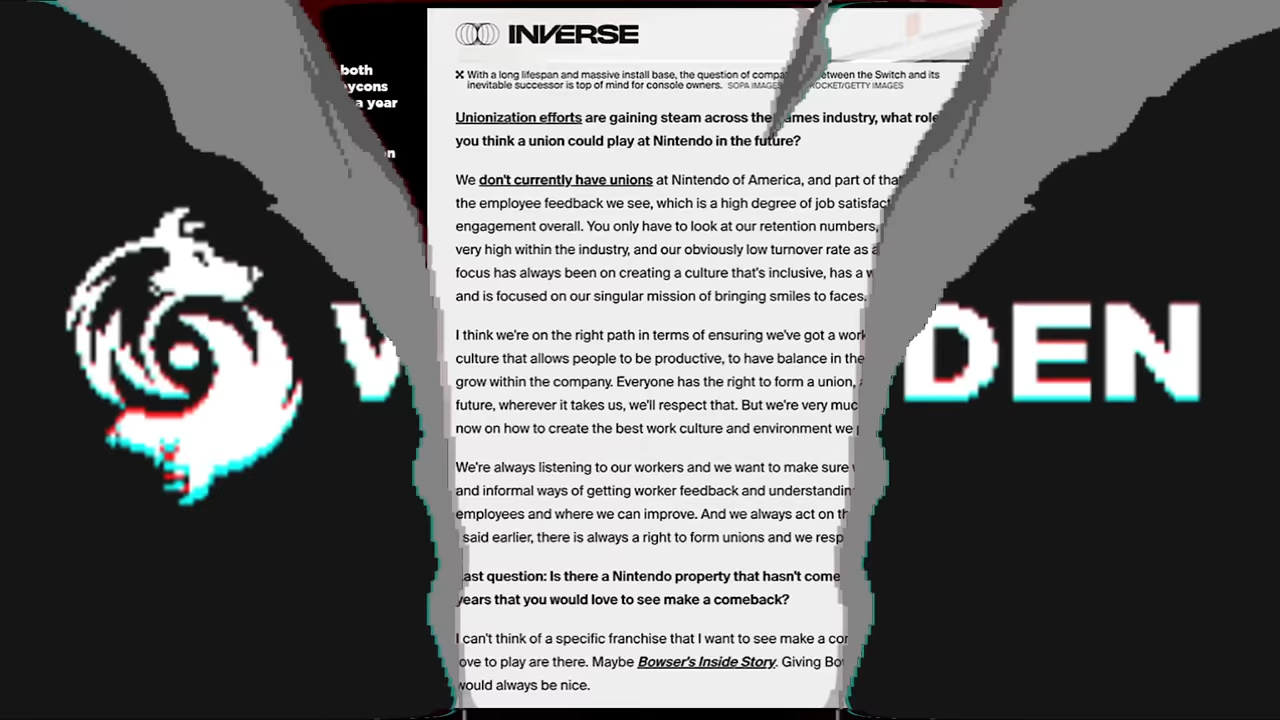 both
ycons
a year
n
INVERSE
With a long lifespan and massive install base, the question of compa etween the Switch and its
inevitable successor is top of mind for console owners. SOPA IMAGES ROCKET/GETTY IMAGES
Unionization efforts are gaining steam across the ames industry, what role
you think a union could play at Nintendo in the future?
We don't currently have unions at Nintendo of America, and part of that
the employee feedback we see, which is a high degree of job satisfact
engagement overall. You only have to look at our retention numbers,
very high within the industry, and our obviously low turnover rate as a
focus has always been on creating a culture that's inclusive, has a w
and is focused on our singular mission of bringing smiles to faces.
I think we're on the right path in terms of ensuring we've got a work
culture that allows people to be productive, to have balance in the
grow within the company. Everyone has the right to form a union,
future, wherever it takes us, we'll respect that. But we're very muc
now on how to create the best work culture and environment we
We're always listening to our workers and we want to make sure
and informal ways of getting worker feedback and understandin
employees and where we can improve. And we always act on th
said earlier, there is always a right to form unions and we resp
ast question: Is there a Nintendo property that hasn't come
years that you would love to see make a comeback?
I can't think of a specific franchise that I want to see make a co
ove to play are there. Maybe Bowser's Inside Story. Giving Bo
would always be nice.
DEN